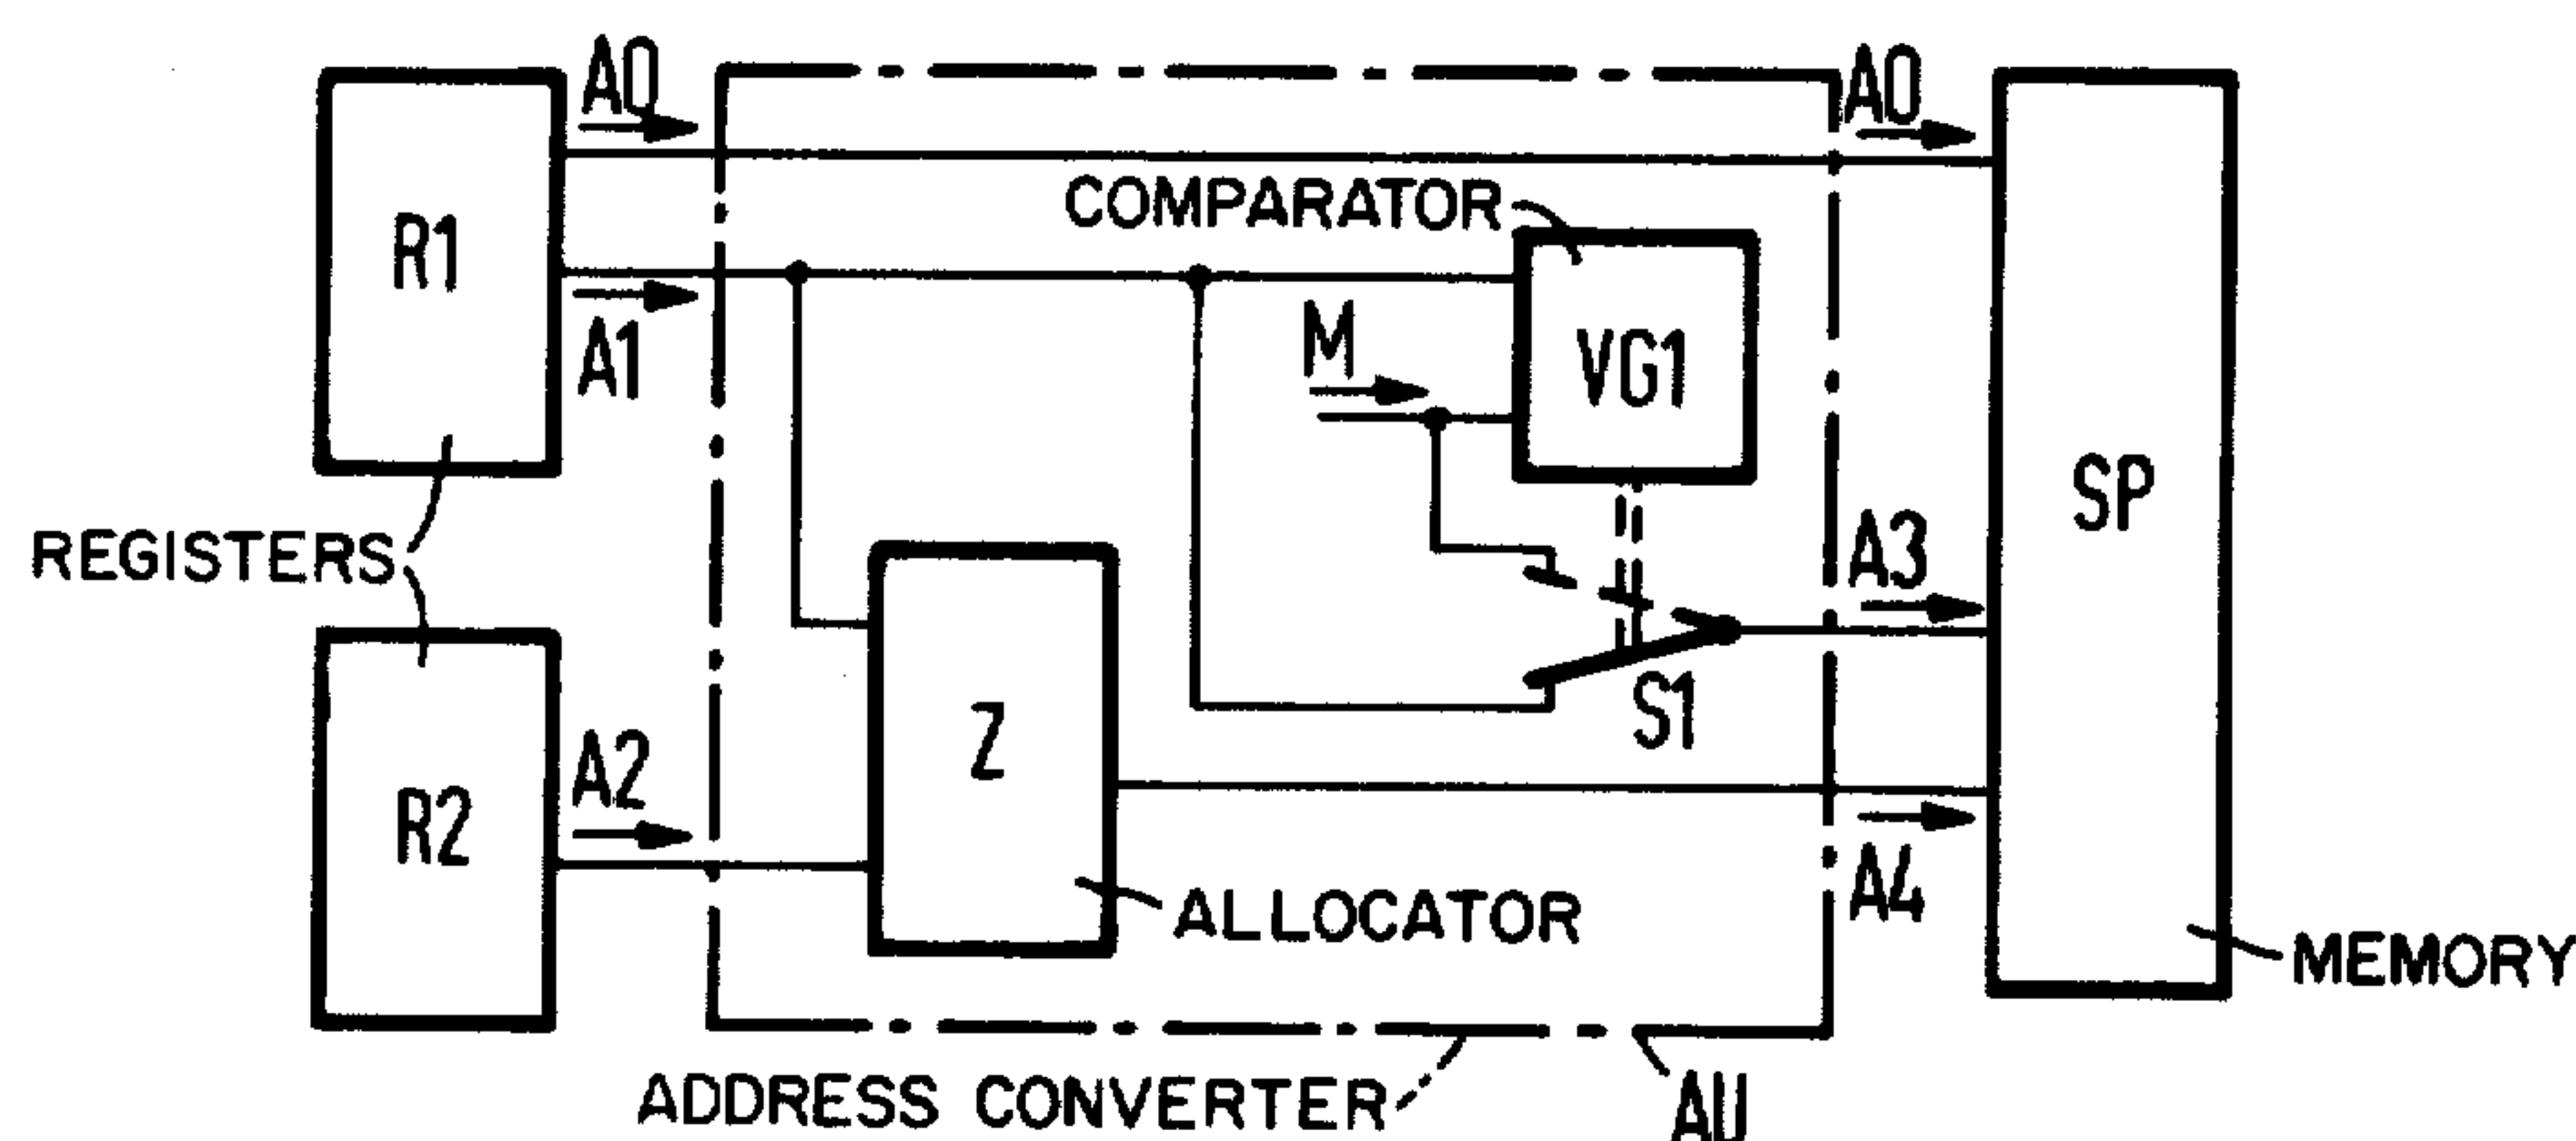 A0
A0
COMPARATOR
R1
M
VG1
A1
SP
REGISTERS
A3
S1
Z
A2
R2
A4
ALLOCATOR
MEMORY
ADDRESS CONVERTER
AU